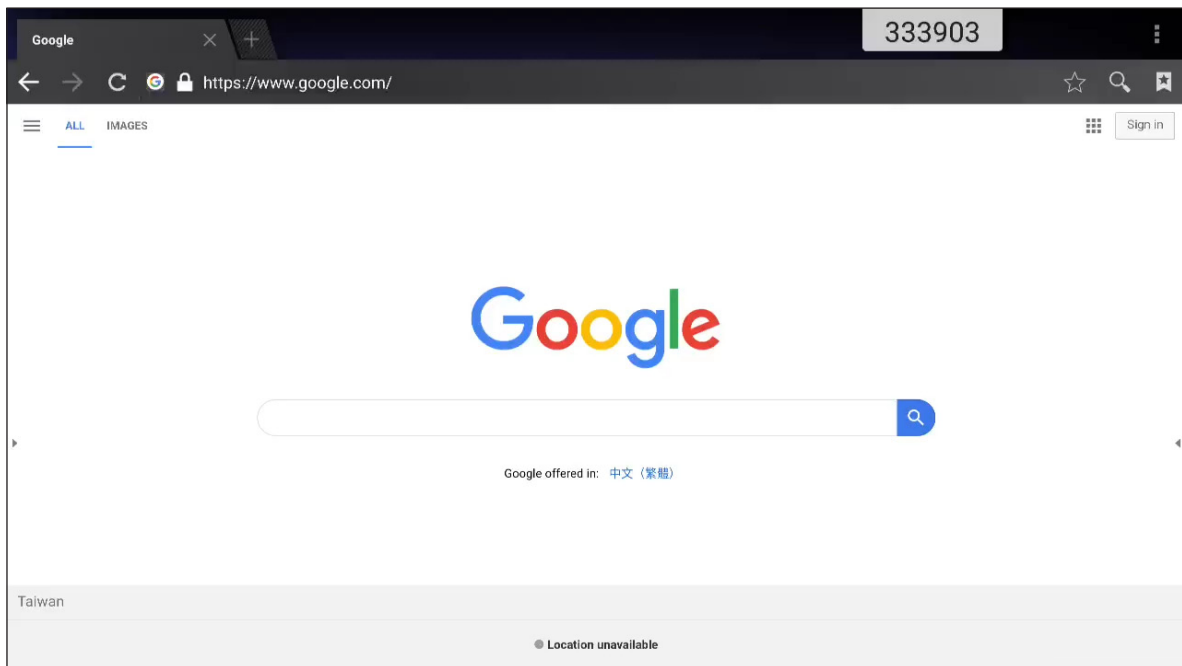 Google
333903
https://www.google.com/
ALL IMAGES
Sign in
Google
Google offered in: 中文（繁體）
Taiwan
Location unavailable